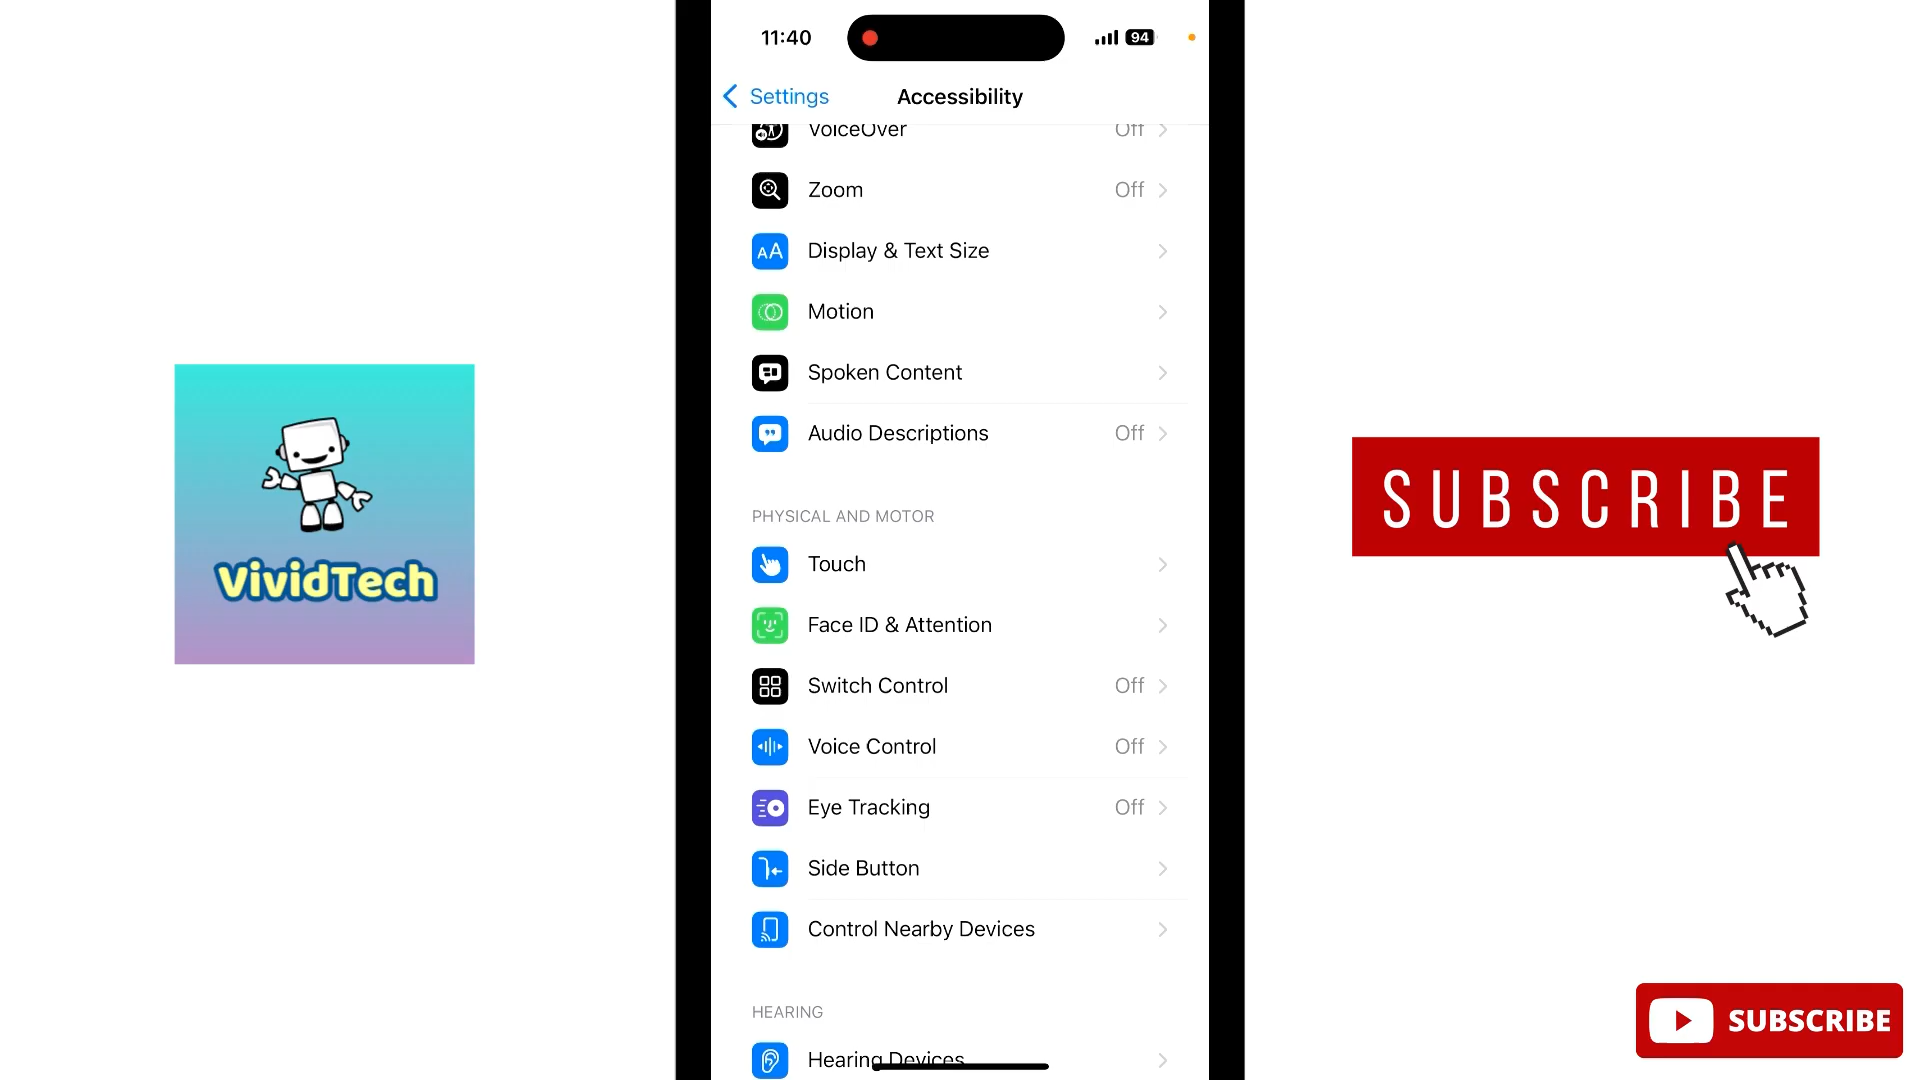 11:40
94
Settings
Accessibility
VoiceOver Off
Zoom Off
AA Display & Text Size
Motion
Spoken Content
Audio Descriptions Off
PHYSICAL AND MOTOR
Touch
Face ID & Attention
Switch Control Off
Voice Control Off
Eye Tracking Off
Side Button
Control Nearby Devices
HEARING
Hearing Devices
VividTech
SUBSCRIBE
SUBSCRIBE